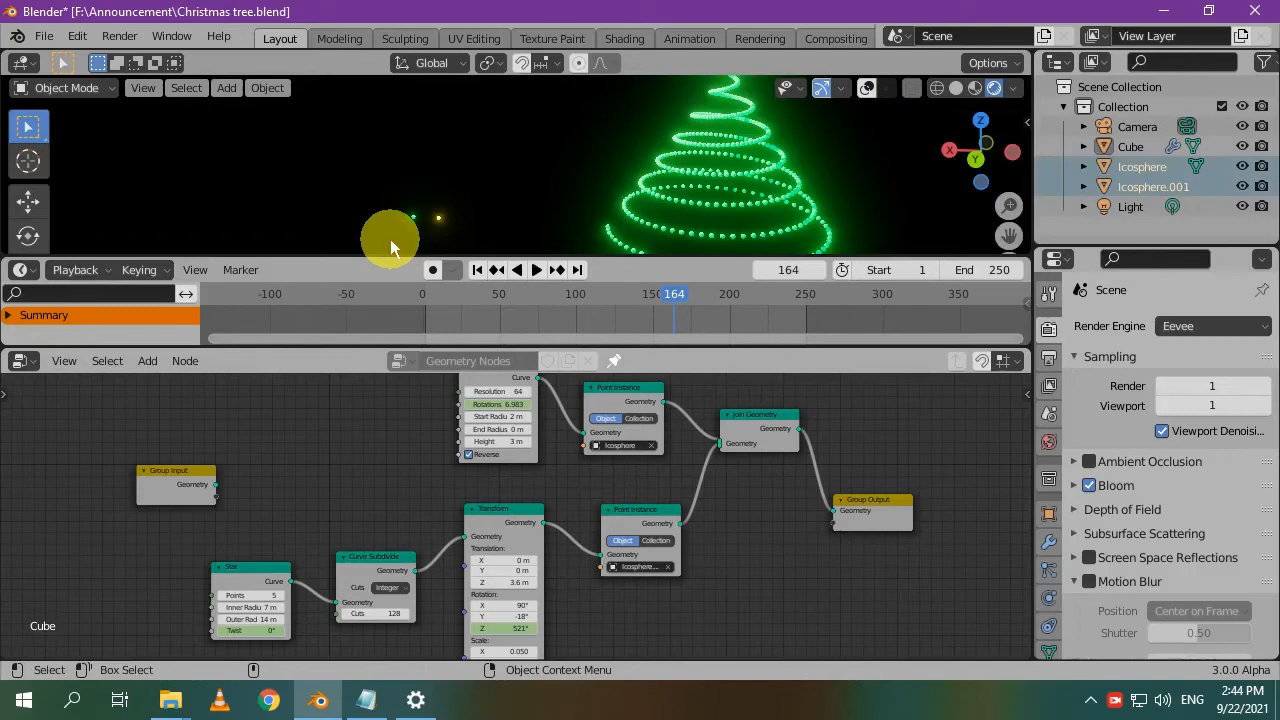 Blender* [F:\Announcement\Christmas tree.blend]
File Edit Render Window Help
Layout Modeling Sculpting UV Editing Texture Paint Shading Animation Rendering Compositing
Scene
View Layer
Global
Options
Object Mode View Select Add Object
Z
X
Y
Scene Collection
Collection
Camera
Cube
Icosphere
Icosphere.001
Light
Playback Keying View Marker
164
Start 1
End 250
-100 -50 0 50 100 150 164 200 250 300 350
Summary
View Select Add Node
Geometry Nodes
Curve
Resolution 64
Rotations 6.983
Start Radiu 2 m
End Radiu 0 m
Height 3 m
Reverse
Point Instance
Geometry
Object Collection
Geometry
Icosphere
Join Geometry
Geometry
Geometry
Group Input
Geometry
Group Output
Geometry
Star
Curve
Points 5
Inner Radiu 7 m
Outer Rad 14 m
Twist 0°
Curve Subdivide
Geometry
Cuts Integer
Geometry
Cuts 128
Transform
Geometry
Geometry
Translation:
X 0 m
Y 0 m
Z 3.6 m
Rotation:
X 90°
Y -18°
Z 521°
Scale:
X 0.050
Point Instance
Geometry
Object Collection
Geometry
Icosphere...
Cube
Scene
Render Engine Eevee
Sampling
Render 1
Viewport 1
Viewport Denoisi...
Ambient Occlusion
Bloom
Depth of Field
Subsurface Scattering
Screen Space Reflections
Motion Blur
Position Center on Frame
Shutter 0.50
Select
Box Select
Object Context Menu
3.0.0 Alpha
ENG
2:44 PM
9/22/2021